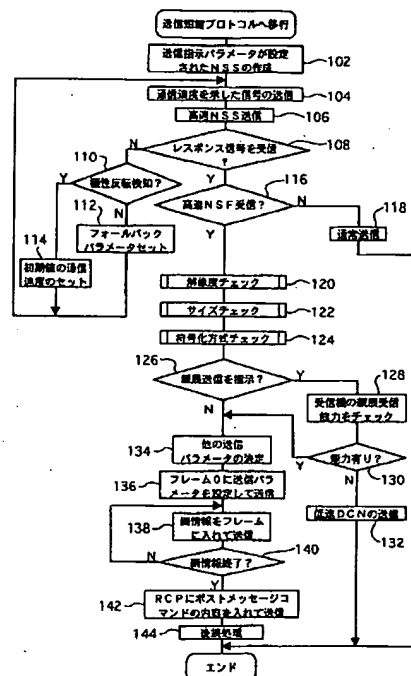 送信短縮プロトコルへ移行
送信指示パラメータが設定
されたNSSの作成
102
通信速度を示した信号の送信
104
高速NSS送信
106
レスポンス信号を受信
?
108
N
Y
110
極性反転検知?
Y
N
112
フォールバック
パラメータセット
114
初期値の通信
速度のセット
116
高速NSF受信?
N
Y
118
通常送信
解像度チェック
120
サイズチェック
122
符号化方式チェック
124
126
親展送信を指示?
Y
N
128
受信機の親展受信
能力をチェック
能力有り?
130
Y
N
低速DCNの送信
132
134
他の送信
パラメータの決定
136
フレーム0に送信パラ
メータを設定して送信
138
画情報をフレーム
に入れて送信
140
画情報終了?
N
Y
142
RCPにポストメッセージコ
マンドの内容を入れて送信
144
後続処理
エンド